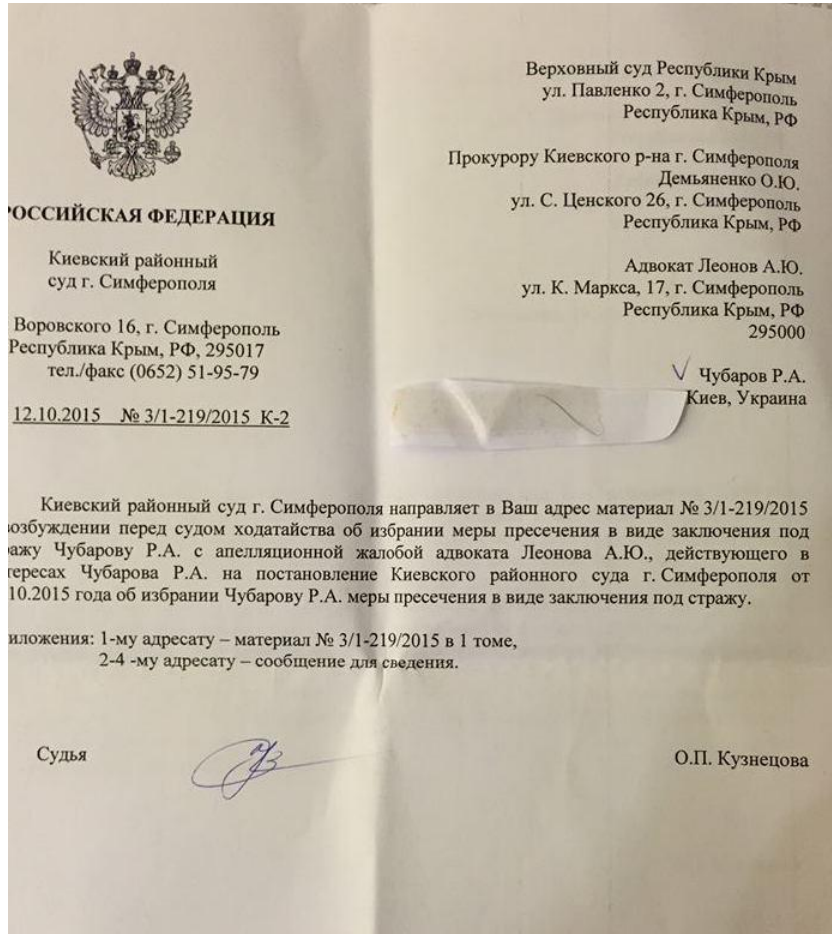 РОССИЙСКАЯ ФЕДЕРАЦИЯ
Киевский районный
суд г. Симферополя
Воровского 16, г. Симферополь
Республика Крым, РФ, 295017
тел./факс (0652) 51-95-79
12.10.2015 № 3/1-219/2015 К-2
Верховный суд Республики Крым
ул. Павленко 2, г. Симферополь
Республика Крым, РФ
Прокурору Киевского р-на г. Симферополя
Демьяненко О.Ю.
ул. С. Ценского 26, г. Симферополь
Республика Крым, РФ
Адвокат Леонов А.Ю.
ул. К. Маркса, 17, г. Симферополь
Республика Крым, РФ
295000
Чубаров Р.А.
Киев, Украина
Киевский районный суд г. Симферополя направляет в Ваш адрес материал № 3/1-219/2015
возбуждении перед судом ходатайства об избрании меры пресечения в виде заключения под
ражу Чубарову Р.А. с апелляционной жалобой адвоката Леонова А.Ю., действующего в
тересах Чубарова Р.А. на постановление Киевского районного суда г. Симферополя от
.10.2015 года об избрании Чубарову Р.А. меры пресечения в виде заключения под стражу.
иложения: 1-му адресату – материал № 3/1-219/2015 в 1 томе,
2-4 -му адресату – сообщение для сведения.
Судья О.П. Кузнецова